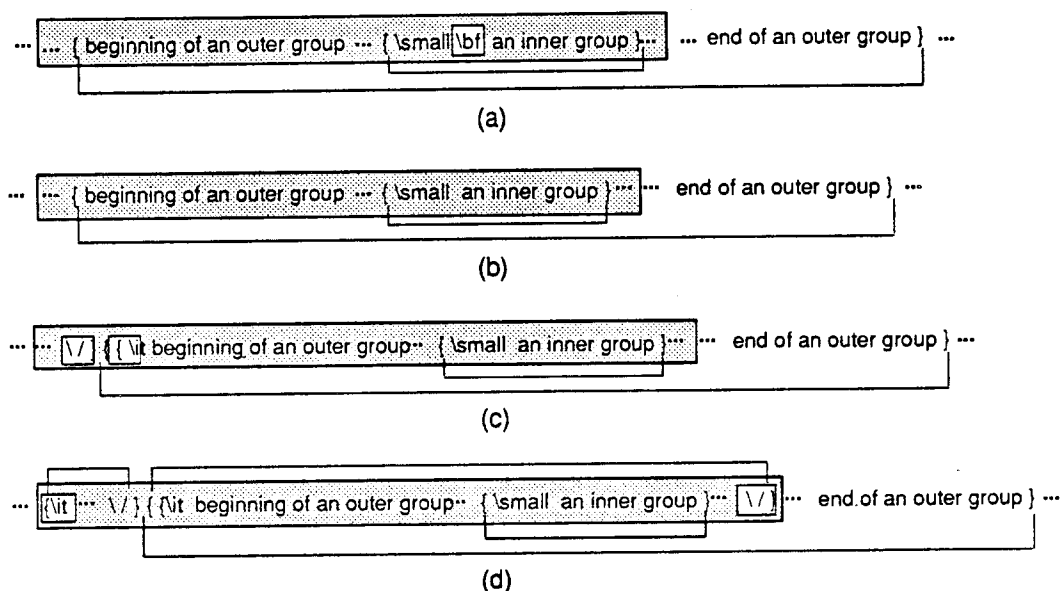 ... ... { beginning of an outer group ... { \small \bf an inner group } ... ... end of an outer group } ...
(a)
... ... { beginning of an outer group ... { \small an inner group } ... ... end of an outer group } ...
(b)
... ... \/ { { \it beginning of an outer group ... { \small an inner group } ... ... end of an outer group } ...
(c)
... {\it ... \/ } { {\it beginning of an outer group ... { \small an inner group } ... \/ } ... end of an outer group } ...
(d)